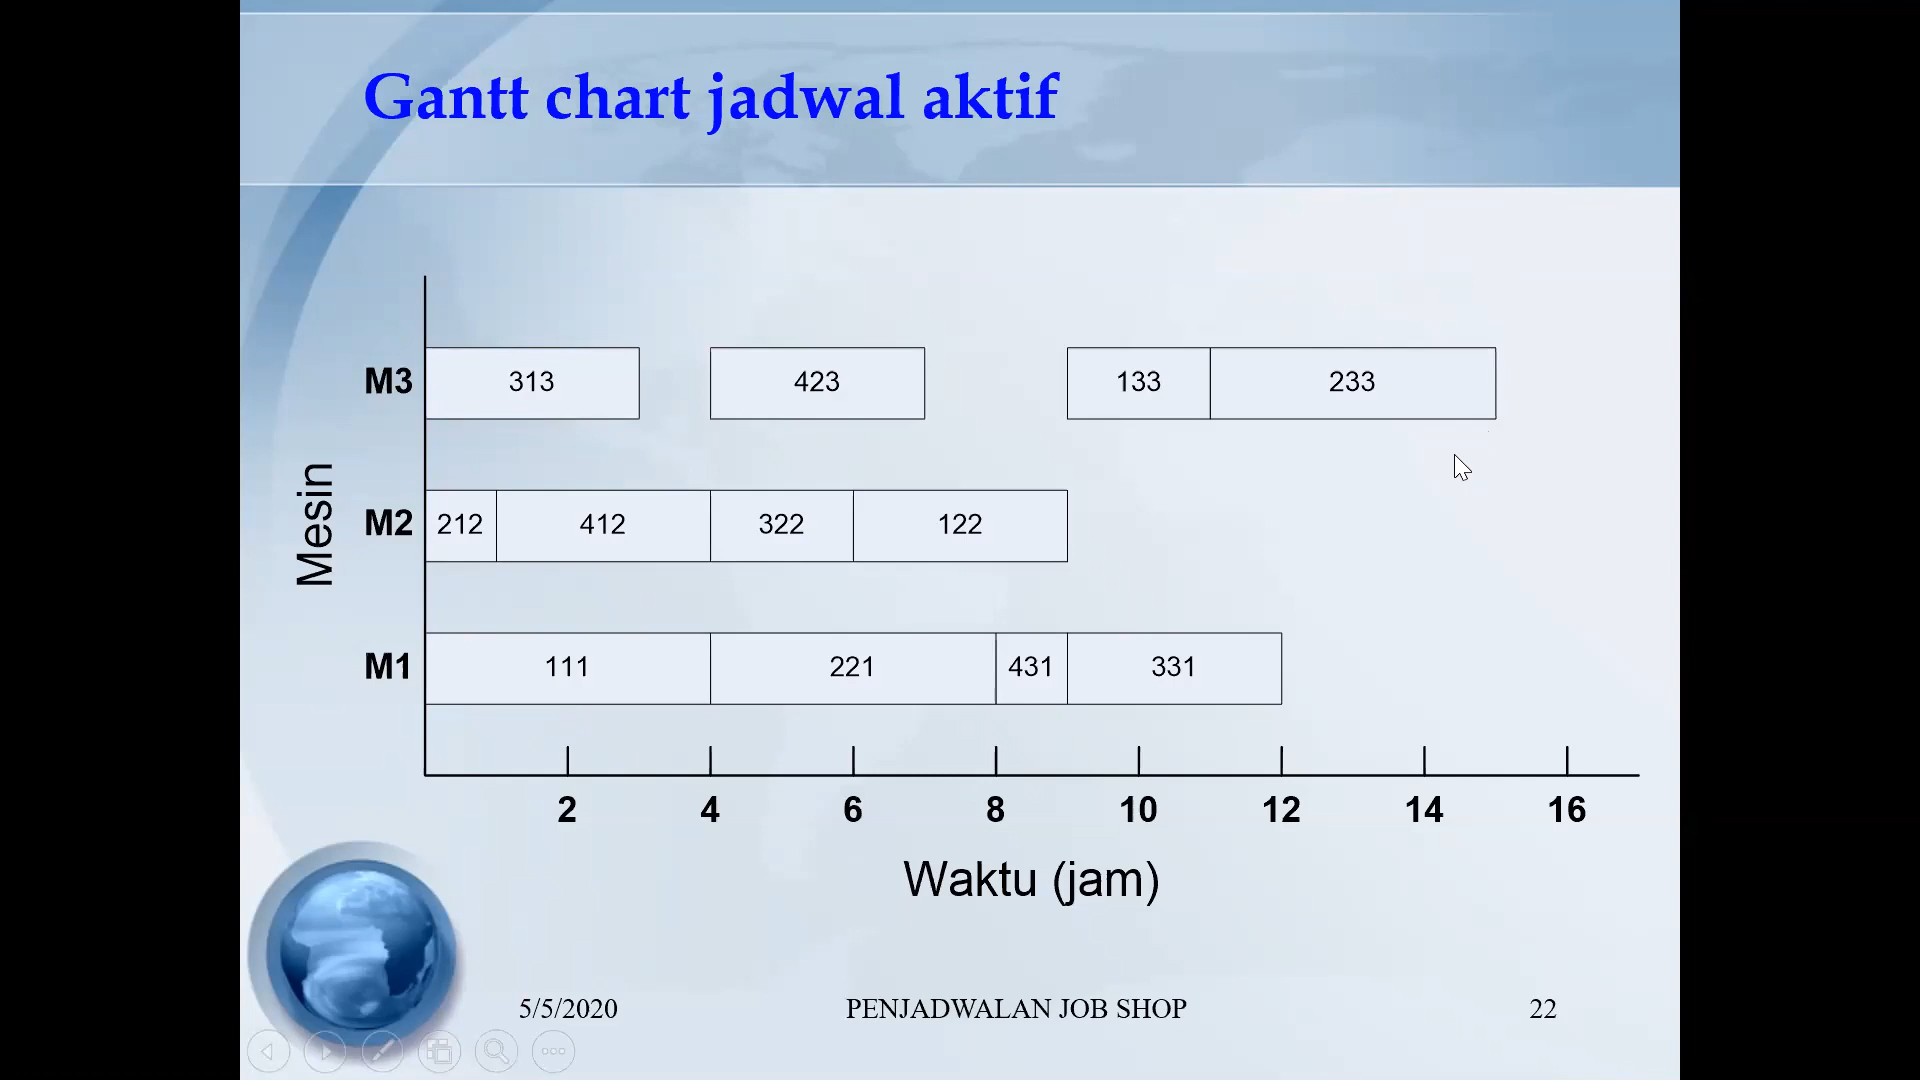 Gantt chart jadwal aktif
Mesin
M3 313 423 133 233
M2 212 412 322 122
M1 111 221 431 331
2 4 6 8 10 12 14 16
Waktu (jam)
5/5/2020 PENJADWALAN JOB SHOP 22